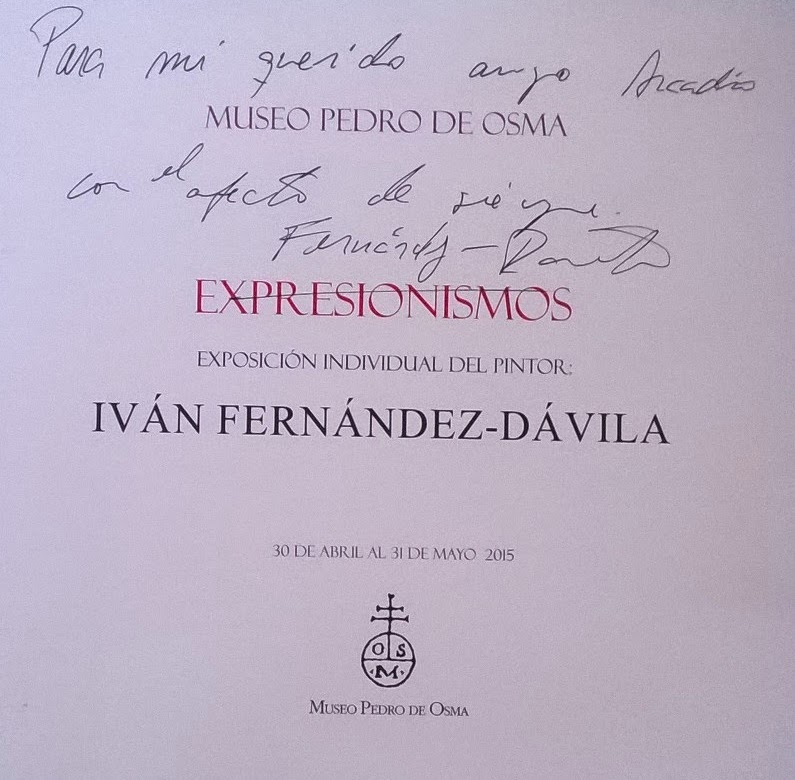 Para mi querido amigo Arcadio
MUSEO PEDRO DE OSMA
con el afecto de siempre.
Fernández-Dávila
EXPRESIONISMOS
EXPOSICIÓN INDIVIDUAL DEL PINTOR:
IVÁN FERNÁNDEZ-DÁVILA
30 DE ABRIL AL 31 DE MAYO 2015
O S
M
MUSEO PEDRO DE OSMA